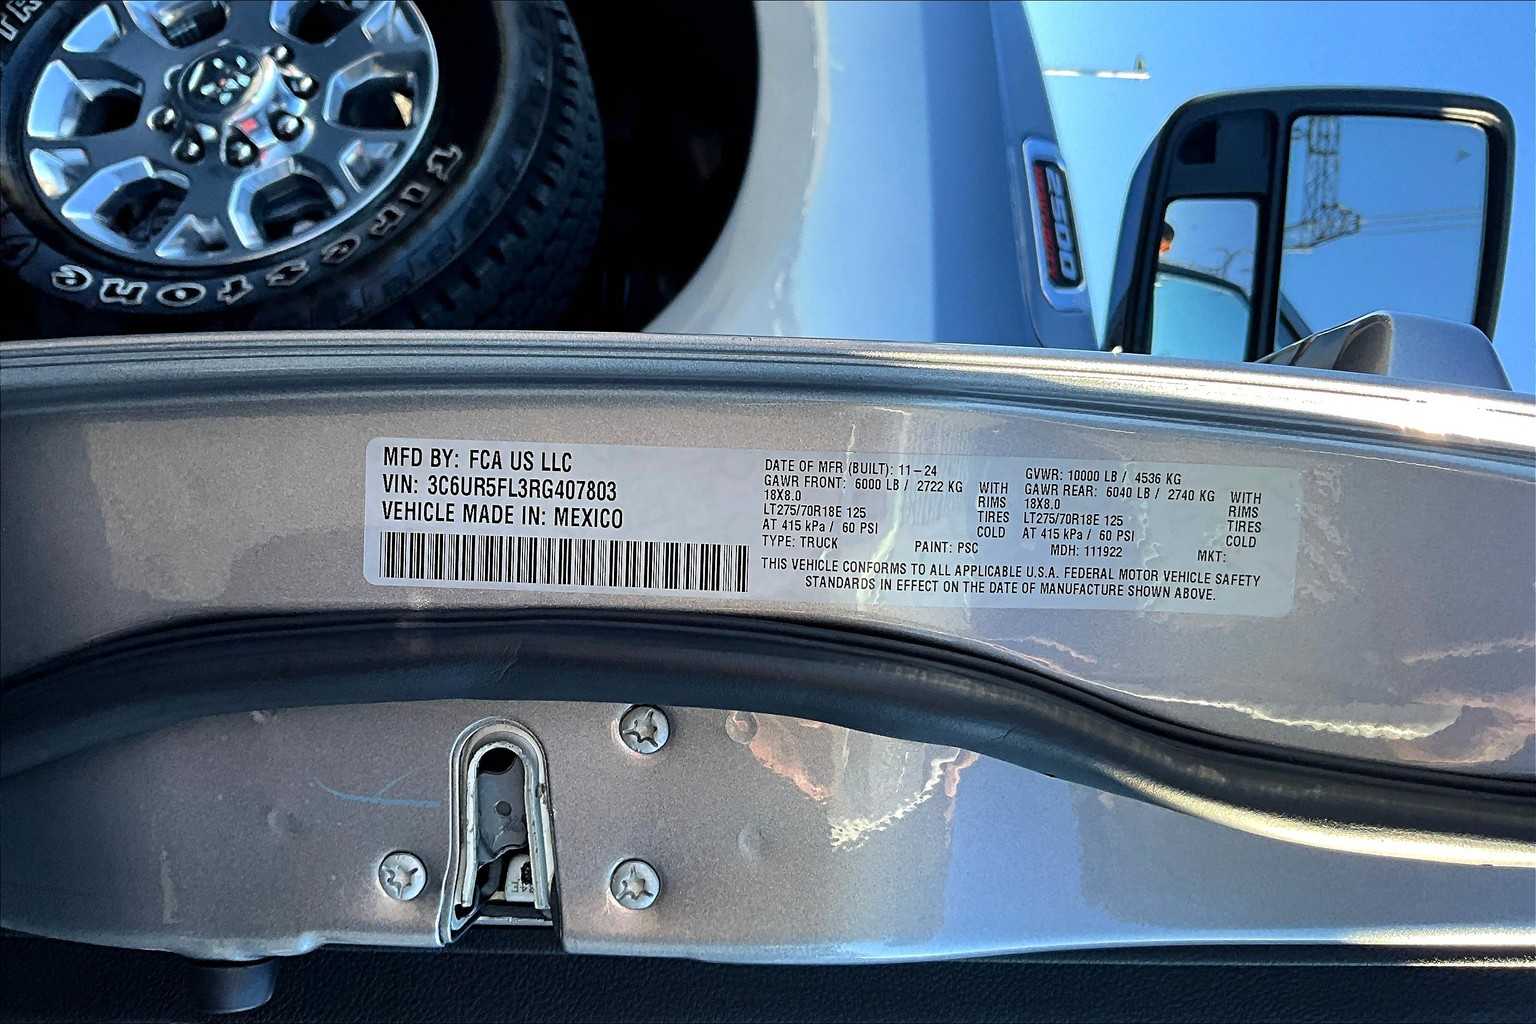 Firestone
2500
MFD BY: FCA US LLC
VIN: 3C6UR5FL3RG407803
VEHICLE MADE IN: MEXICO
DATE OF MFR (BUILT): 11-24
GAWR FRONT: 6000 LB / 2722 KG WITH
18X8.0 RIMS
LT275/70R18E 125 TIRES
AT 415 kPa / 60 PSI COLD
TYPE: TRUCK PAINT: PSC
GVWR: 10000 LB / 4536 KG
GAWR REAR: 6040 LB / 2740 KG WITH
18X8.0 RIMS
LT275/70R18E 125 TIRES
AT 415 kPa / 60 PSI COLD
MDH: 111922 MKT:
THIS VEHICLE CONFORMS TO ALL APPLICABLE U.S.A. FEDERAL MOTOR VEHICLE SAFETY
STANDARDS IN EFFECT ON THE DATE OF MANUFACTURE SHOWN ABOVE.